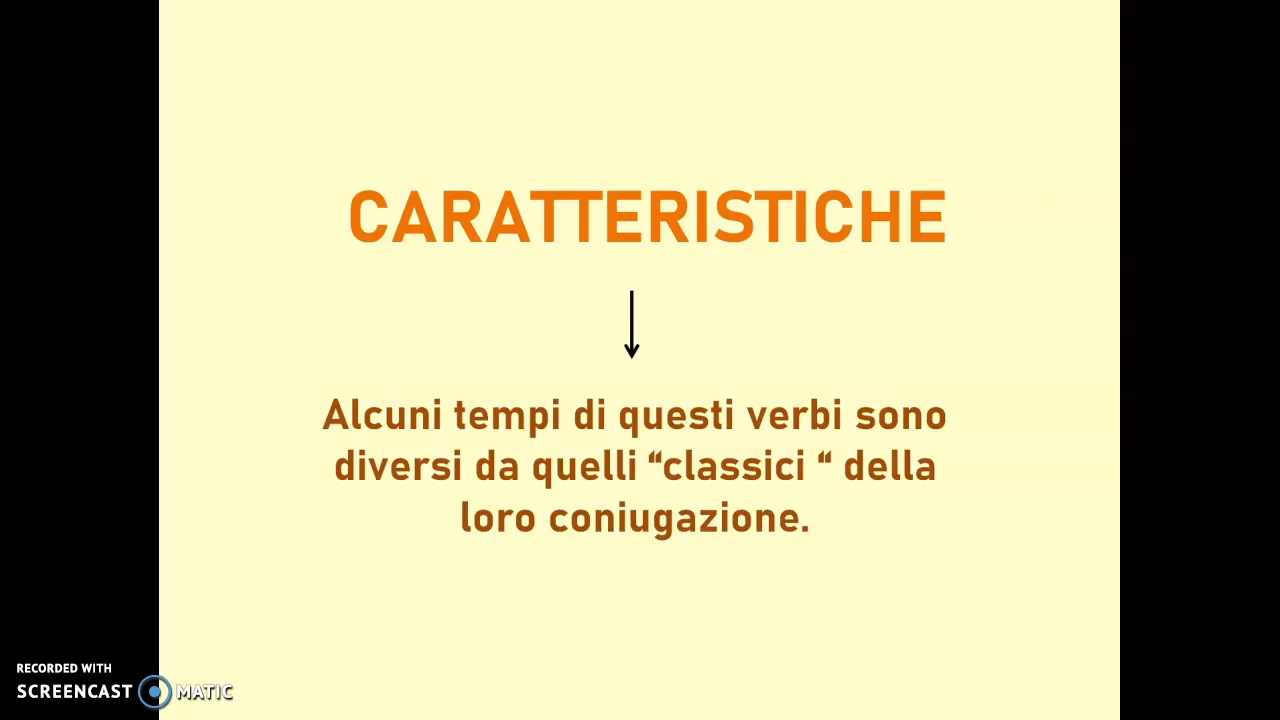 CARATTERISTICHE
Alcuni tempi di questi verbi sono
diversi da quelli “classici “ della
loro coniugazione.
RECORDED WITH
SCREENCAST MATIC